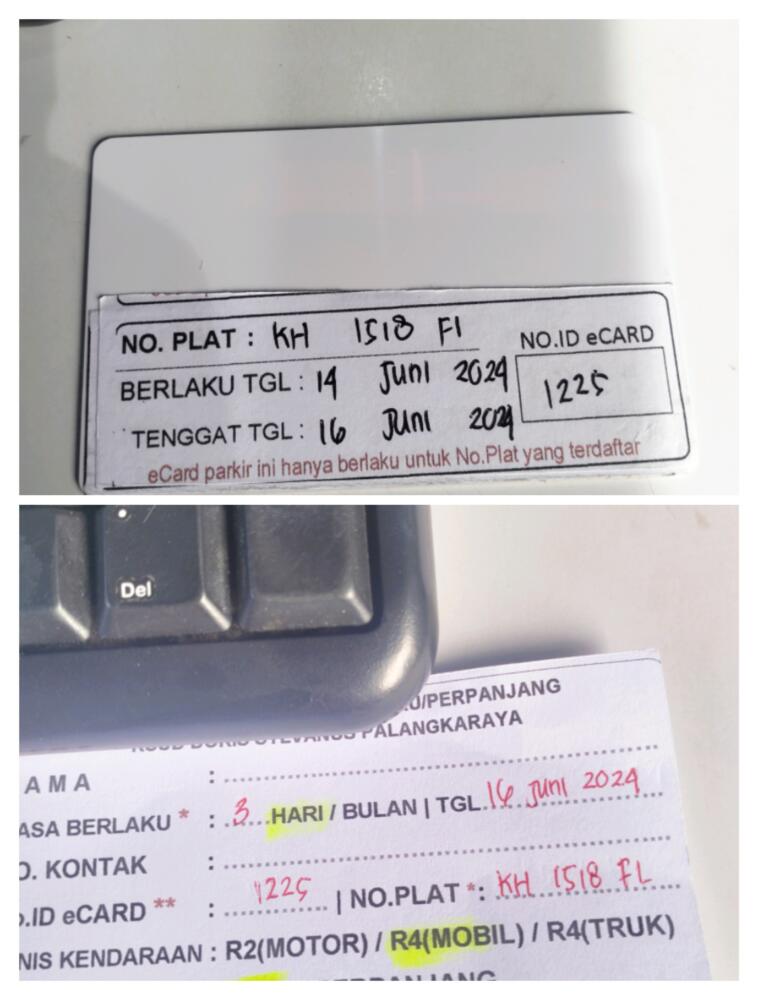 NO. PLAT : KH 1518 FI
NO.ID eCARD
BERLAKU TGL : 14 JUNI 2024
1225
TENGGAT TGL : 16 JUNI 2024
eCard parkir ini hanya berlaku untuk No.Plat yang terdaftar
Del
U/PERPANJANG
PALANGKARAYA
AMA :
ASA BERLAKU * : 3 HARI / BULAN | TGL. 16 Juni 2024
O. KONTAK :
.ID eCARD ** : 1225 | NO.PLAT *: KH 1518 FL
NIS KENDARAAN : R2(MOTOR) / R4(MOBIL) / R4(TRUK)